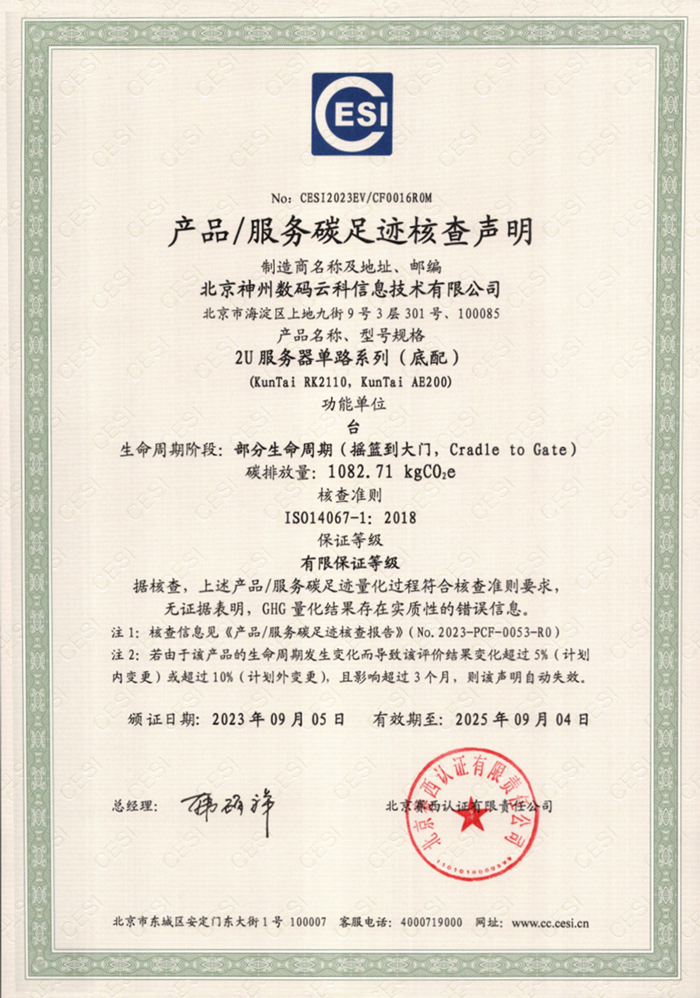 CESI
No: CESI2023EV/CF0016R0M
产品/服务碳足迹核查声明
制造商名称及地址、邮编
北京神州数码云科信息技术有限公司
北京市海淀区上地九街9号3层301号、100085
产品名称、型号规格
2U服务器单路系列（底配）
(KunTai RK2110, KunTai AE200)
功能单位
台
生命周期阶段：部分生命周期（摇篮到大门，Cradle to Gate）
碳排放量：1082.71 kgCO₂e
核查准则
ISO14067-1：2018
保证等级
有限保证等级
据核查，上述产品/服务碳足迹量化过程符合核查准则要求，
无证据表明，GHG量化结果存在实质性的错误信息。
注1：核查信息见《产品/服务碳足迹核查报告》（No.2023-PCF-0053-R0）
注2：若由于该产品的生命周期发生变化而导致该评价结果变化超过5%（计划
内变更）或超过10%（计划外变更），且影响超过3个月，则该声明自动失效。
颁证日期：2023年09月05日 有效期至：2025年09月04日
总经理：
北京赛西认证有限责任公司
北京赛西认证有限责任公司
北京市东城区安定门东大街1号 100007 客服电话：4000719000 网址：www.cc.cesi.cn